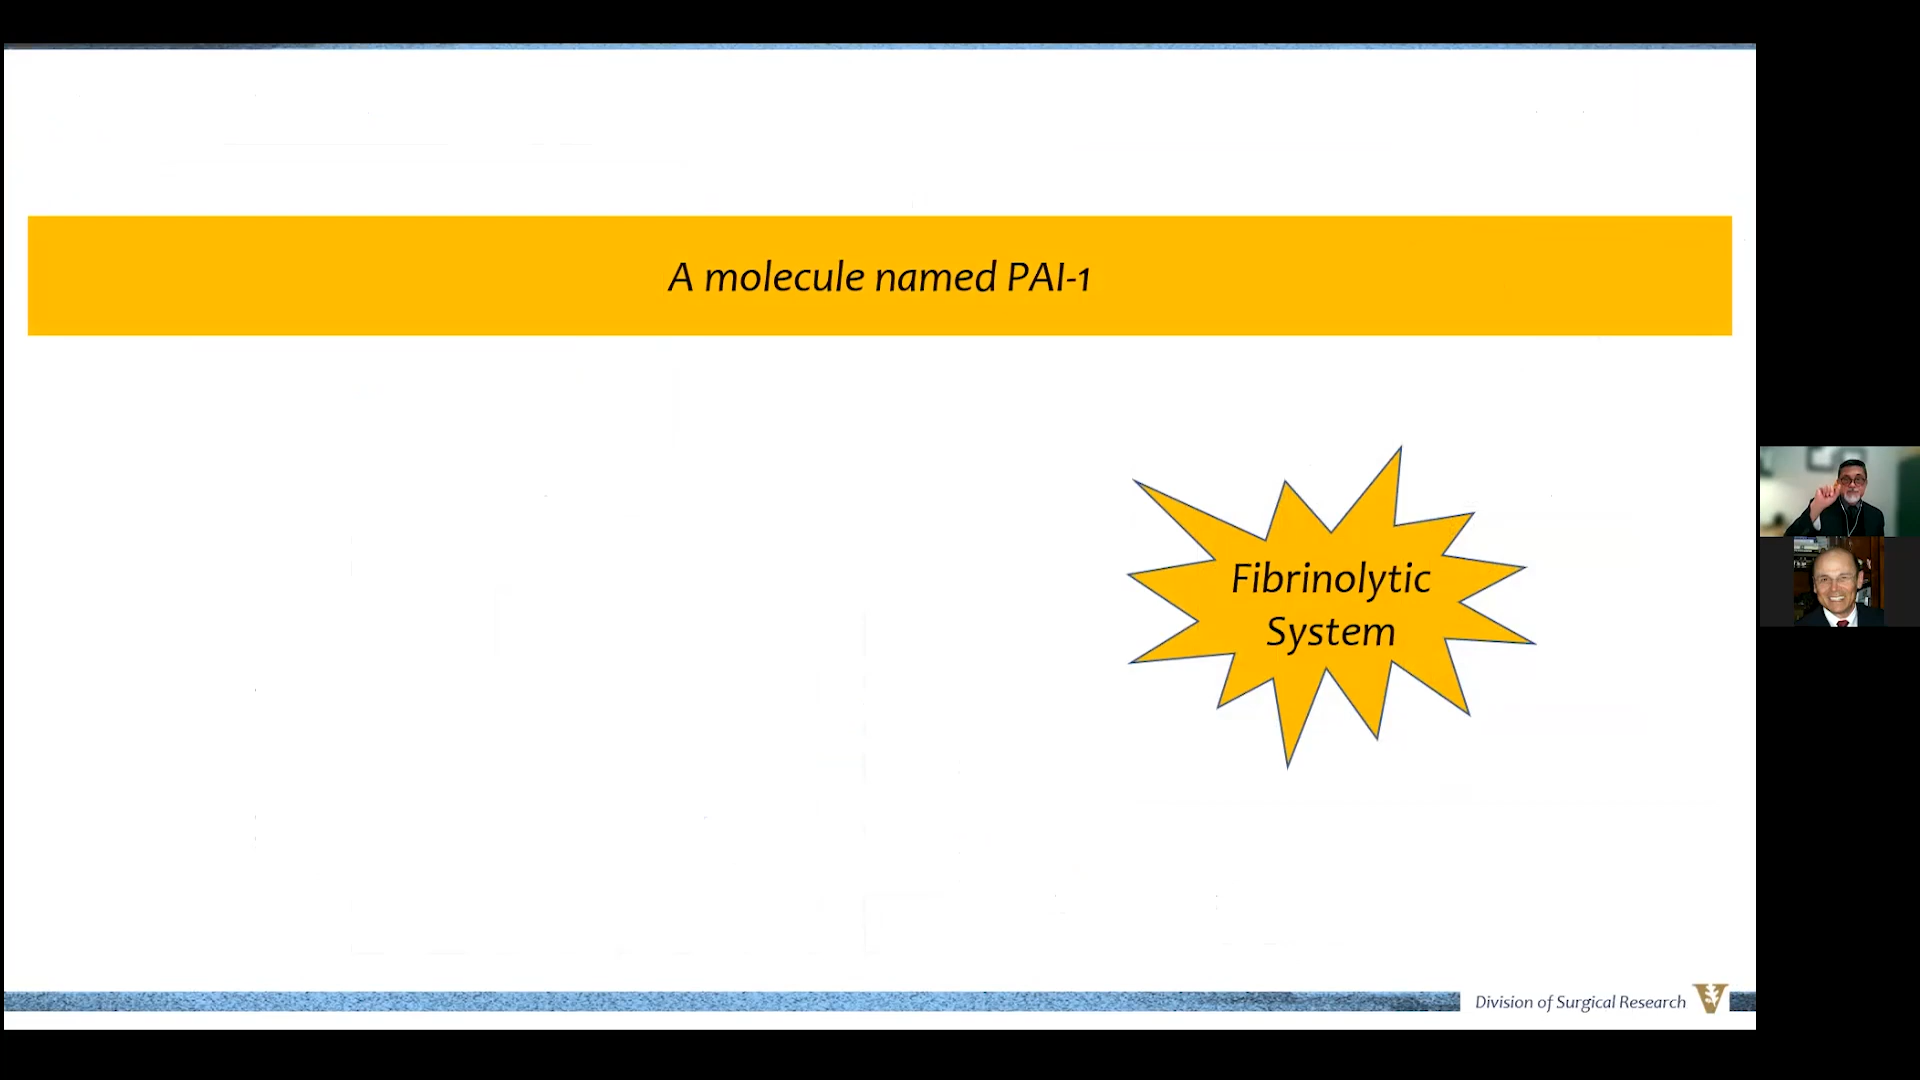 A molecule named PAI-1
Fibrinolytic
System
Division of Surgical Research